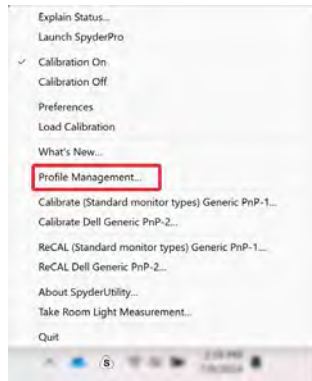 Explain Status...
Launch SpyderPro
✓ Calibration On
Calibration Off
Preferences
Load Calibration
What's New...
Profile Management...
Calibrate (Standard monitor types) Generic PnP-1...
Calibrate Dell Generic PnP-2...
ReCAL (Standard monitor types) Generic PnP-1...
ReCAL Dell Generic PnP-2...
About SpyderUtility...
Take Room Light Measurement...
Quit
S